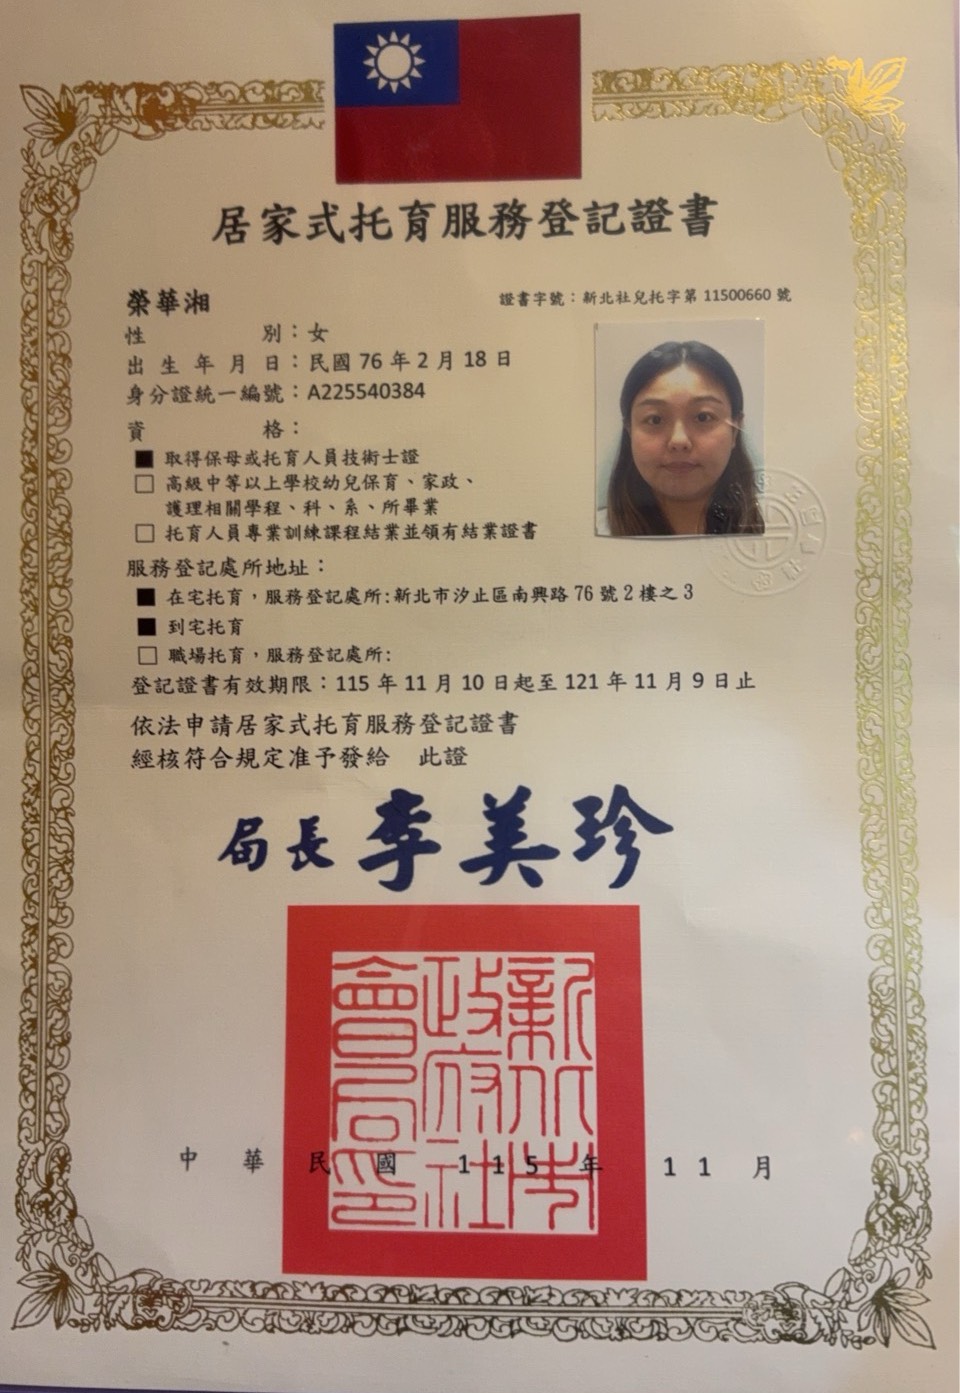 居家式托育服務登記證書
榮華湘
證書字號：新北社兒托字第 11500660 號
性別：女
出生年月日：民國 76 年 2 月 18 日
身分證統一編號：A225540384
資格：
■ 取得保母或托育人員技術士證
□ 高級中等以上學校幼兒保育、家政、
護理相關學程、科、系、所畢業
□ 托育人員專業訓練課程結業並領有結業證書
服務登記處所地址：
■ 在宅托育，服務登記處所:新北市汐止區南興路 76 號 2 樓之 3
■ 到宅托育
□ 職場托育，服務登記處所:
登記證書有效期限：115 年 11 月 10 日起至 121 年 11 月 9 日止
依法申請居家式托育服務登記證書
經核符合規定准予發給 此證
局長 李美珍
新北市
政府社
會局印
中華民國 115 年 11 月